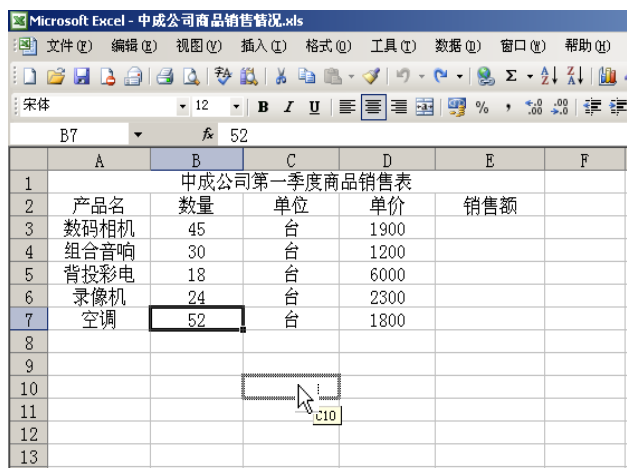 Microsoft Excel - 中成公司商品销售情况.xls
文件(F) 编辑(E) 视图(V) 插入(I) 格式(O) 工具(T) 数据(D) 窗口(W) 帮助(H)
宋体 12 B I U % ,
B7 fx 52
A B C D E F
1 中成公司第一季度商品销售表
2 产品名 数量 单位 单价 销售额
3 数码相机 45 台 1900
4 组合音响 30 台 1200
5 背投彩电 18 台 6000
6 录像机 24 台 2300
7 空调 52 台 1800
8
9
10
11 C10
12
13